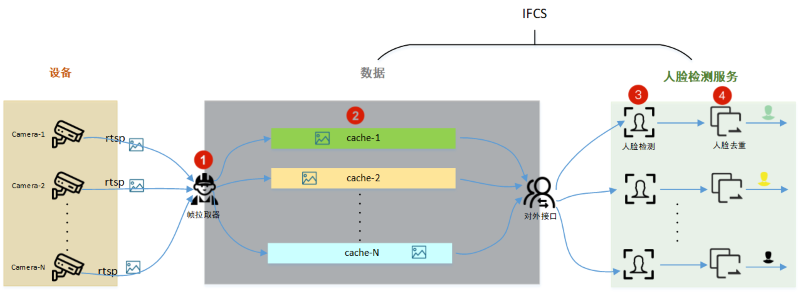 IFCS
设备
数据
人脸检测服务
Camera-1
rtsp
Camera-2
rtsp
Camera-N
rtsp
1
帧拉取器
2
cache-1
cache-2
cache-N
对外接口
3
人脸检测
4
人脸去重